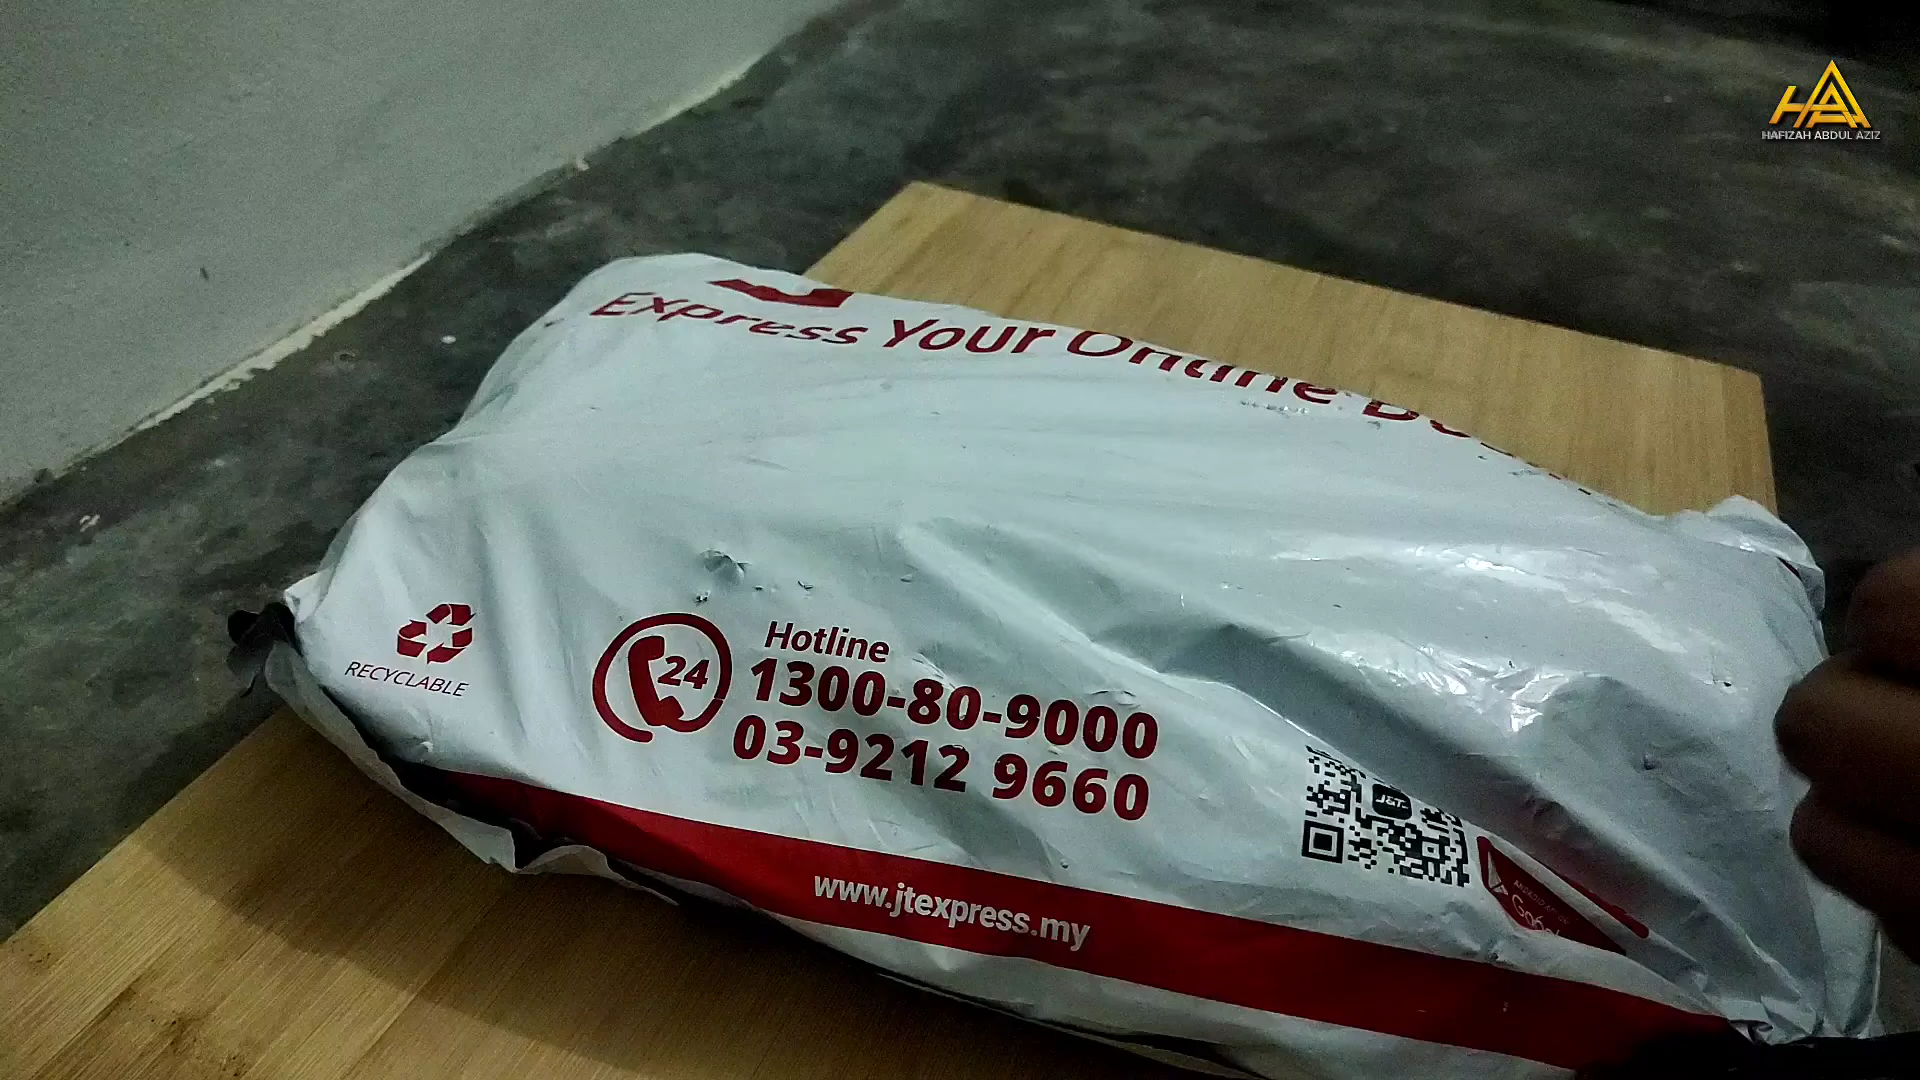 HAFIZAH ABDUL AZIZ
Express Your Online
RECYCLABLE
24
Hotline
1300-80-9000
03-9212 9660
J&T
www.jtexpress.my